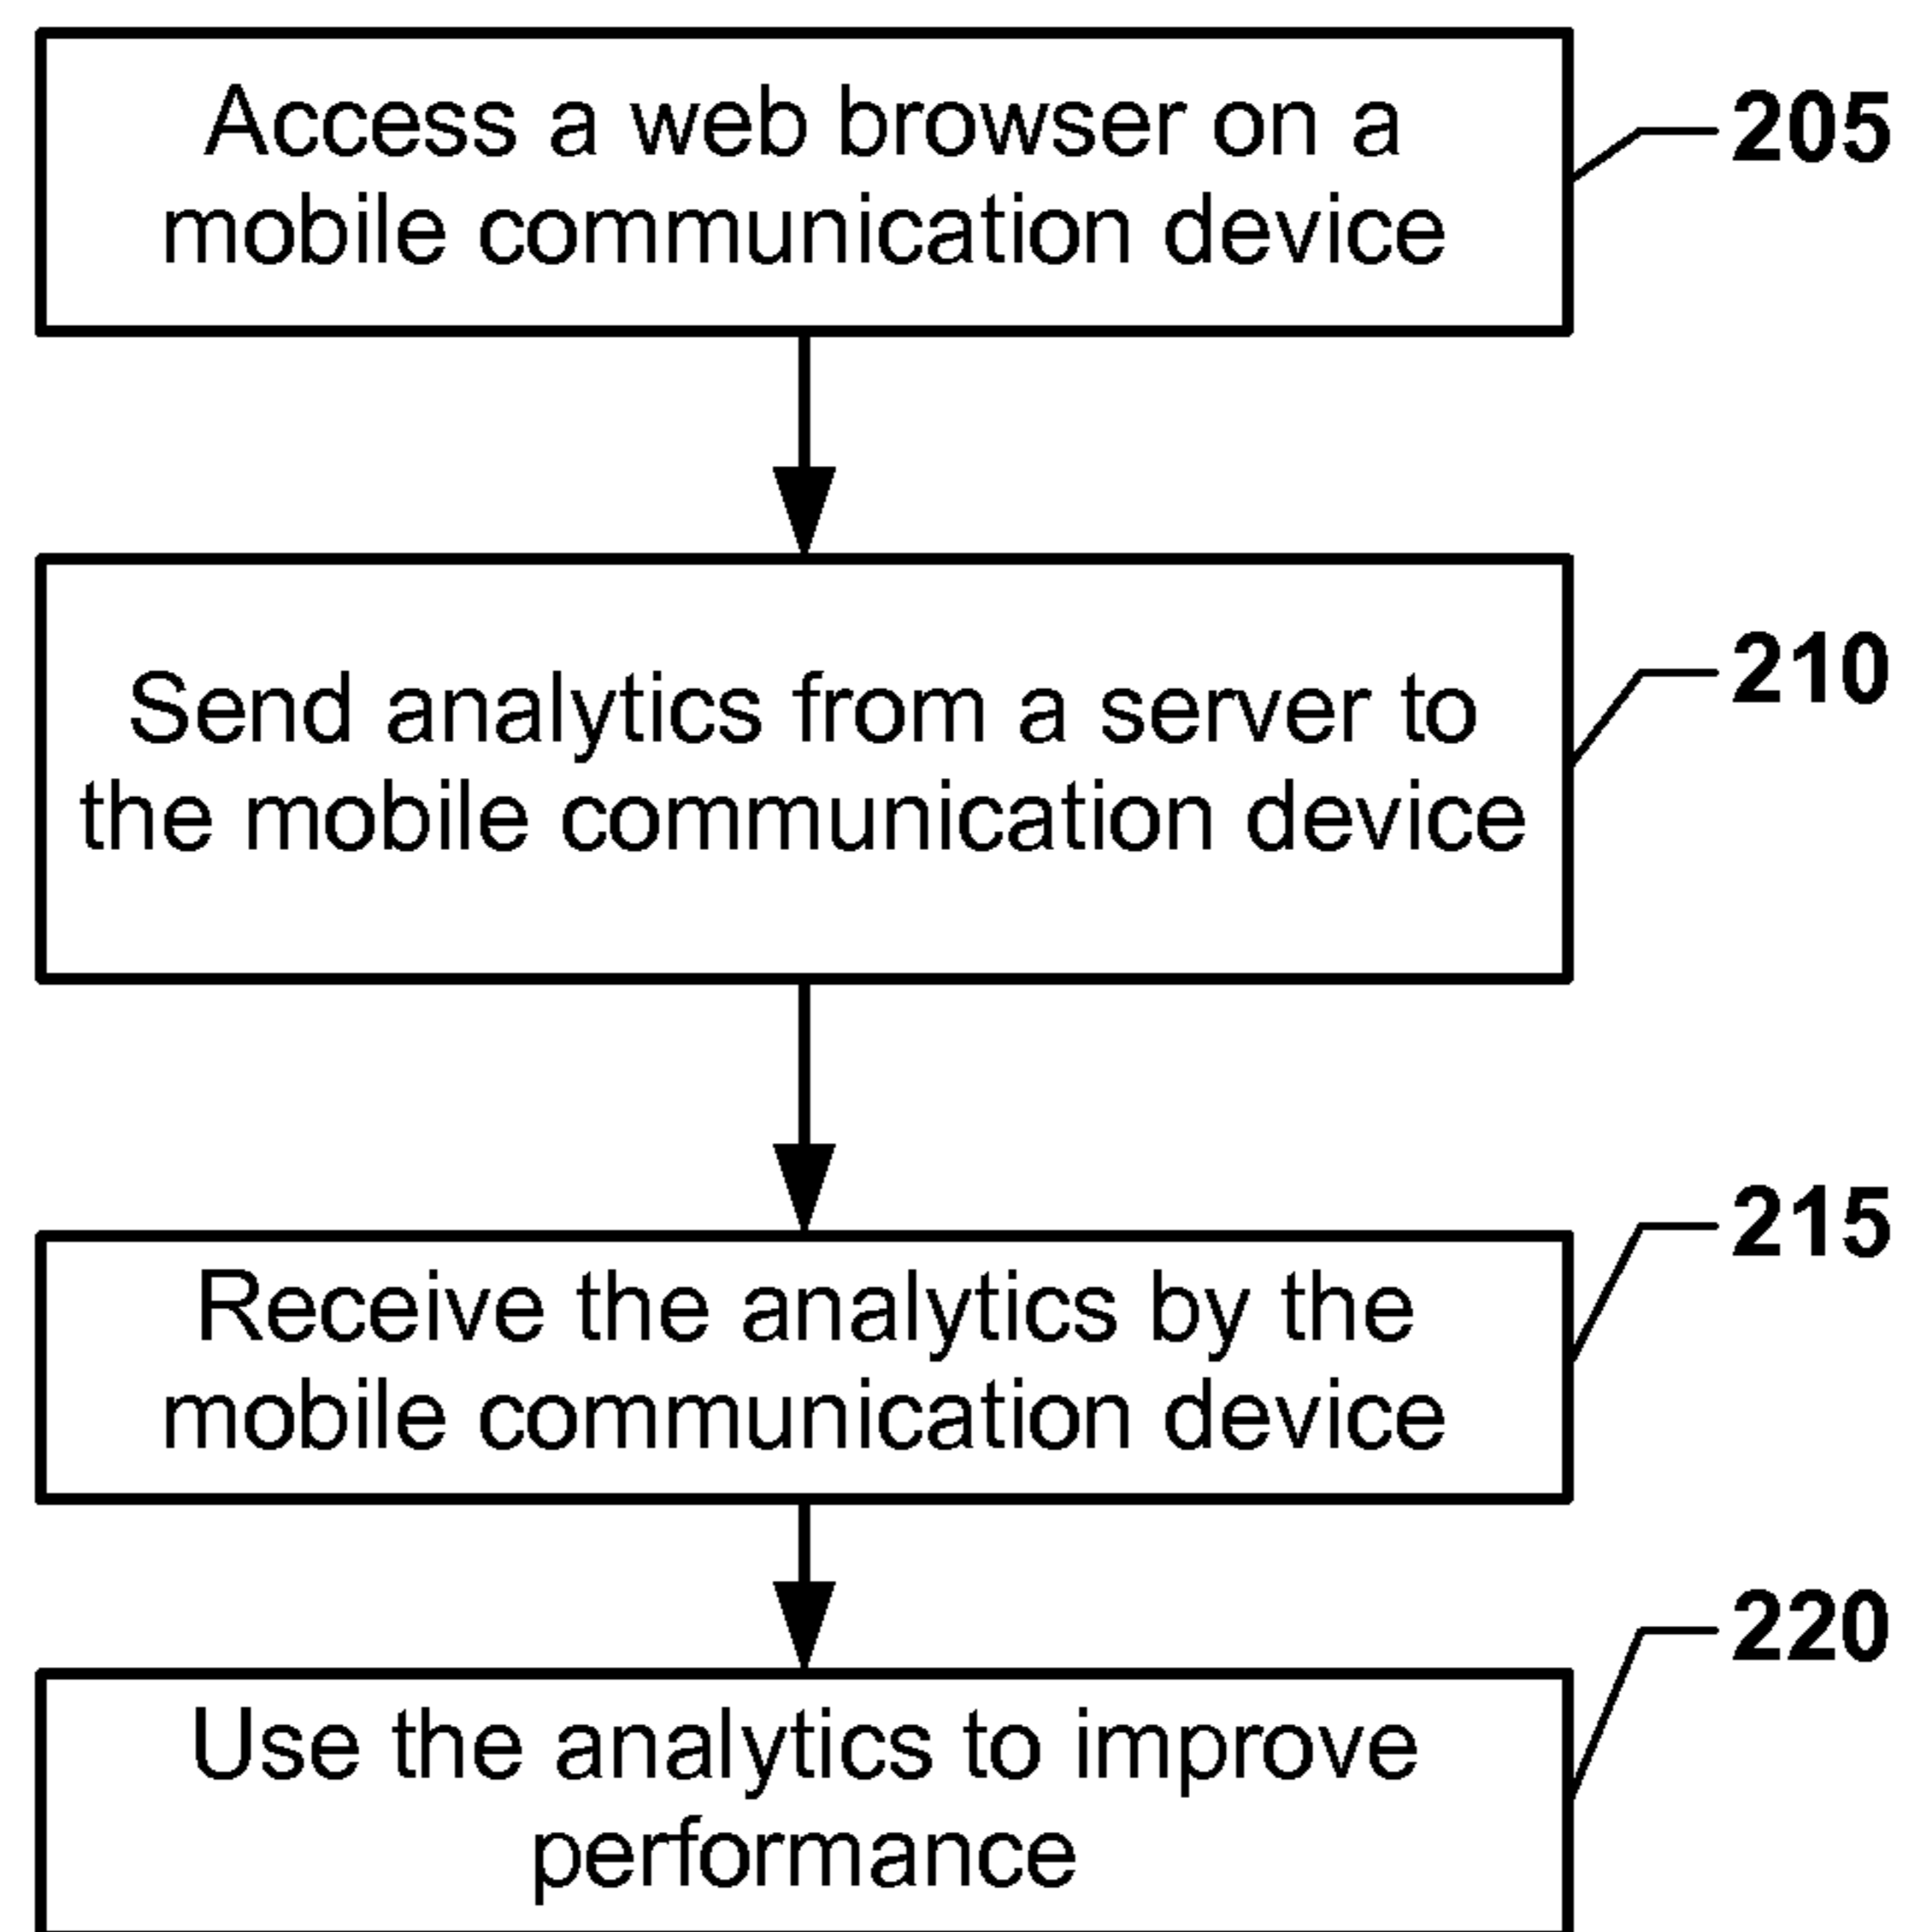 Access a web browser on a
mobile communication device
205
Send analytics from a server to
the mobile communication device
210
Receive the analytics by the
mobile communication device
215
Use the analytics to improve
performance
220